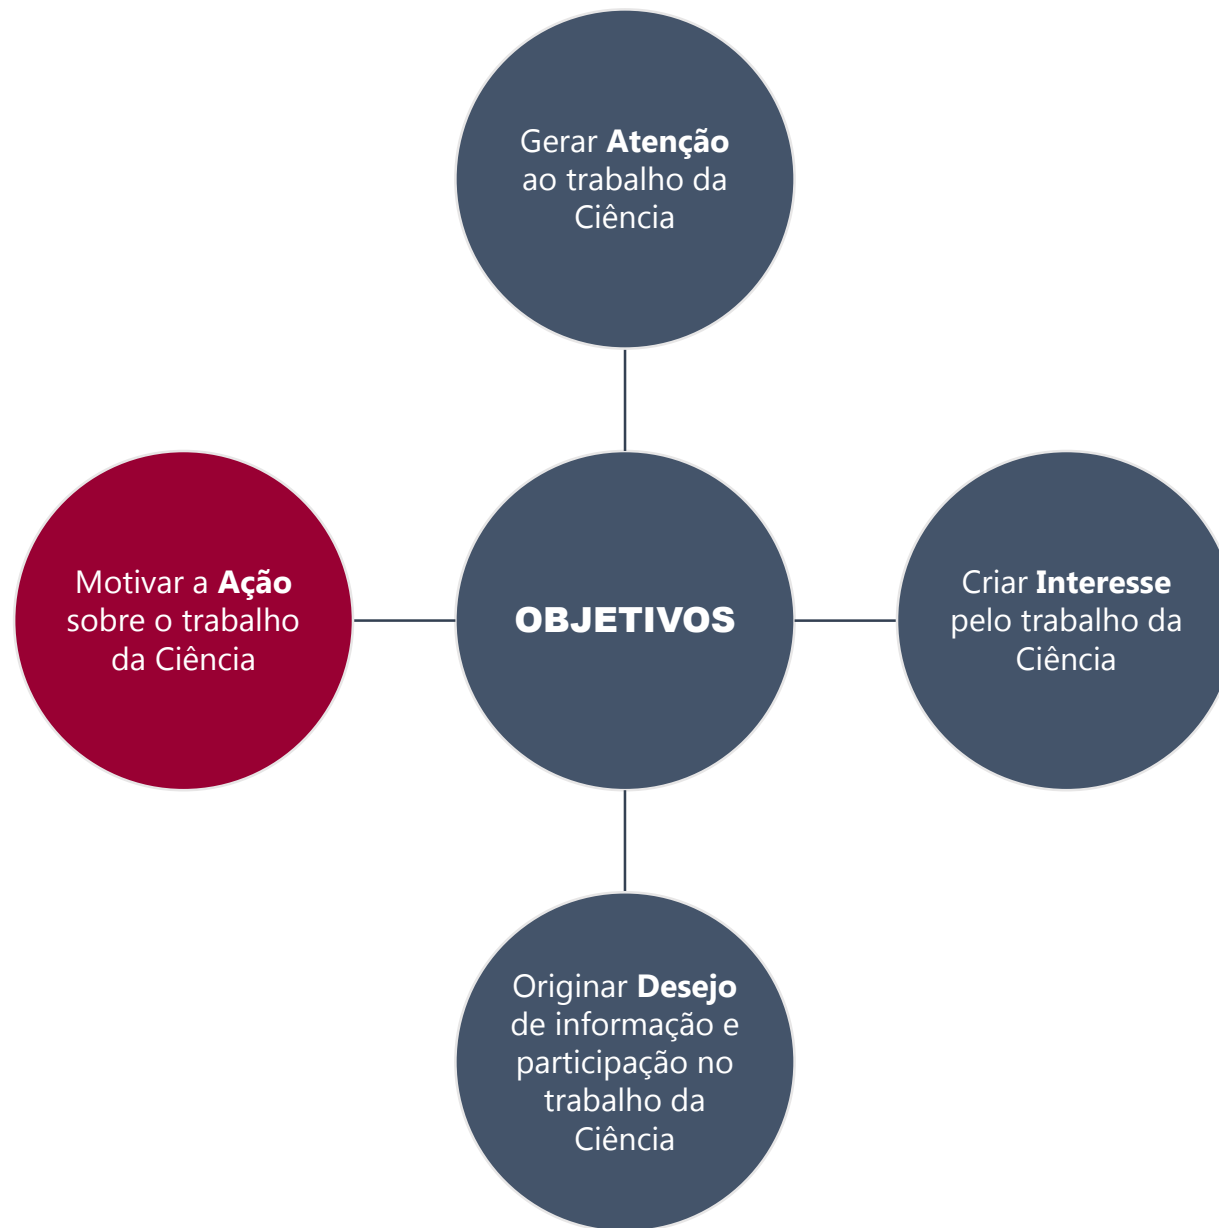 Gerar Atenção
ao trabalho da
Ciência
Motivar a Ação
sobre o trabalho
da Ciência
OBJETIVOS
Criar Interesse
pelo trabalho da
Ciência
Originar Desejo
de informação e
participação no
trabalho da
Ciência